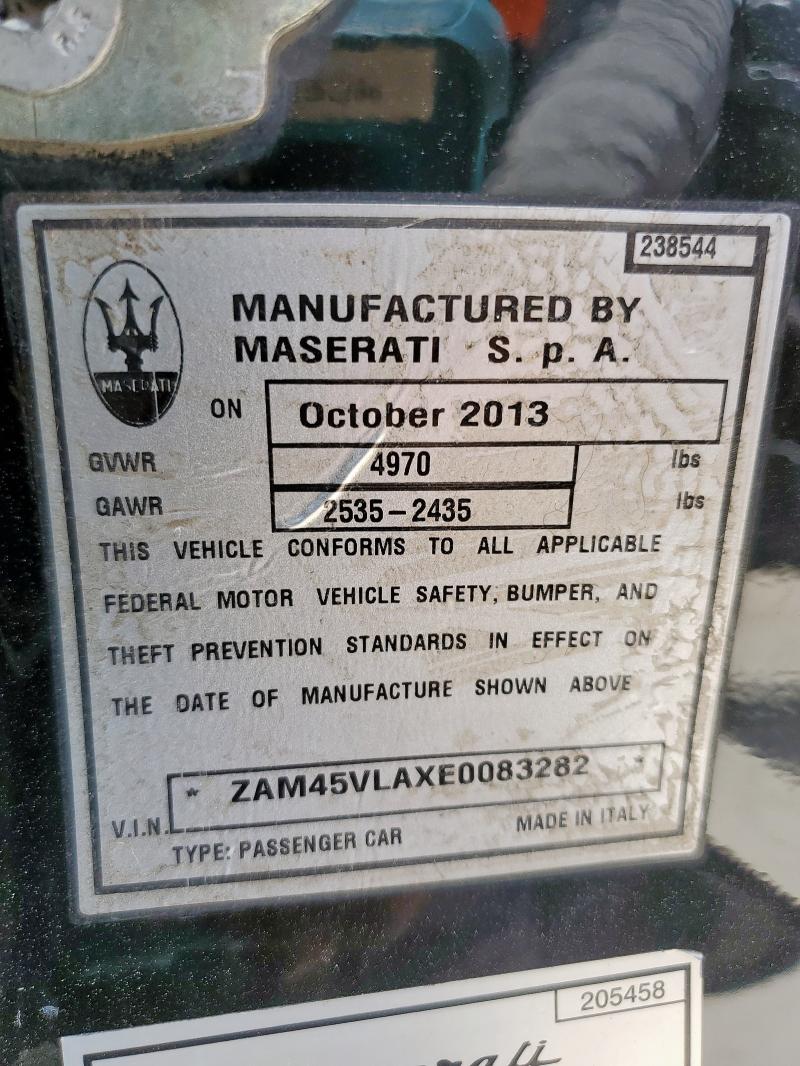 238544
MANUFACTURED BY
MASERATI S. p. A.
MASERATI
ON October 2013
GVWR 4970 lbs
GAWR 2535-2435 lbs
THIS VEHICLE CONFORMS TO ALL APPLICABLE
FEDERAL MOTOR VEHICLE SAFETY, BUMPER, AND
THEFT PREVENTION STANDARDS IN EFFECT ON
THE DATE OF MANUFACTURE SHOWN ABOVE
V.I.N. * ZAM45VLAXE0083282 *
TYPE: PASSENGER CAR MADE IN ITALY
205458